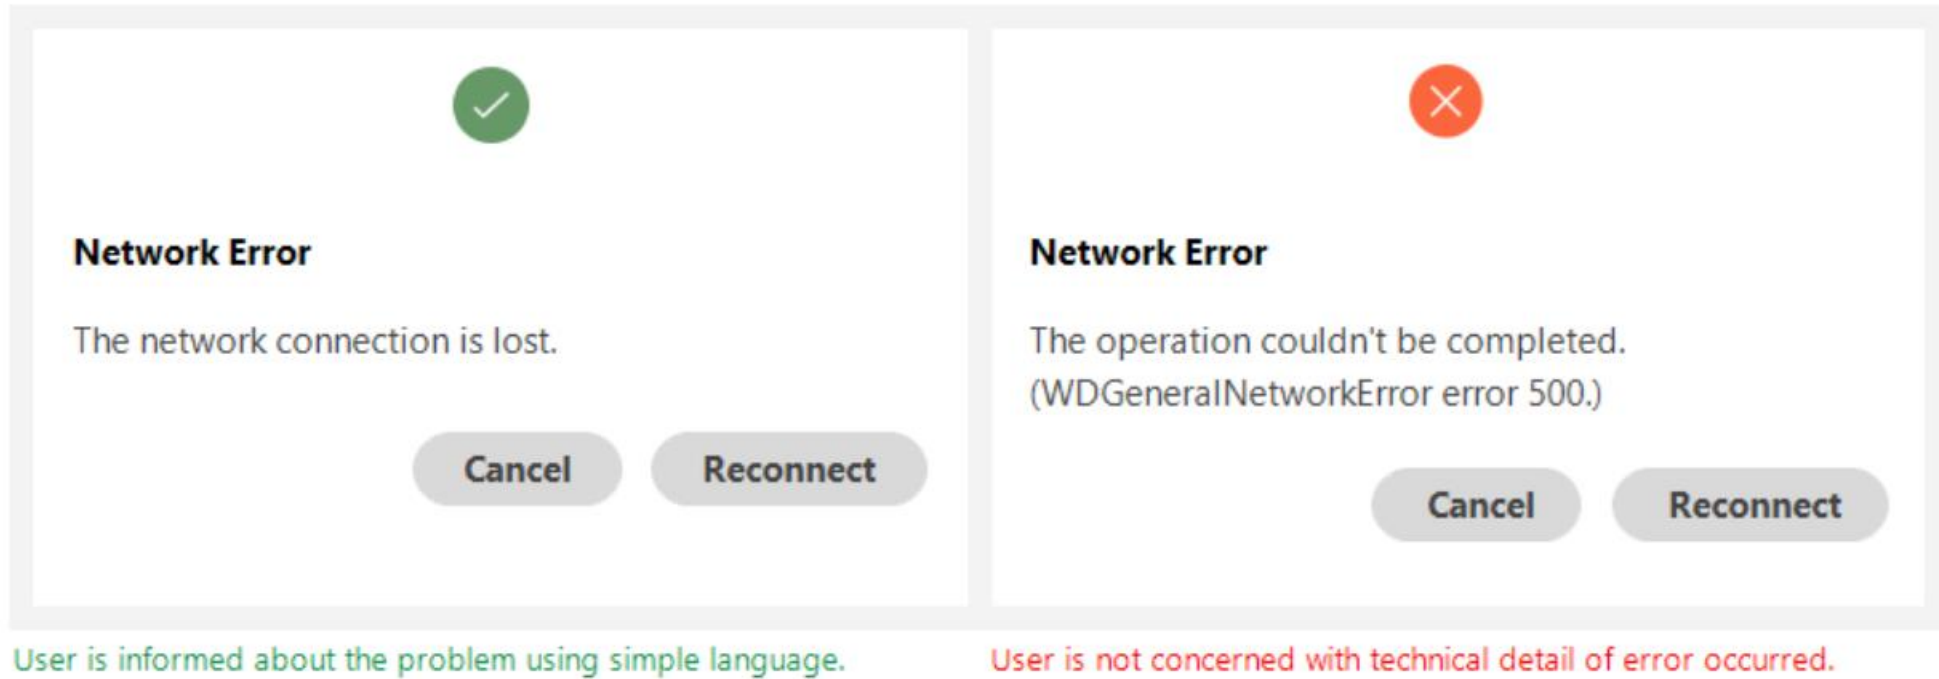 Network Error
The network connection is lost.
Cancel
Reconnect
Network Error
The operation couldn't be completed.
(WDGeneralNetworkError error 500.)
Cancel
Reconnect
User is informed about the problem using simple language.
User is not concerned with technical detail of error occurred.